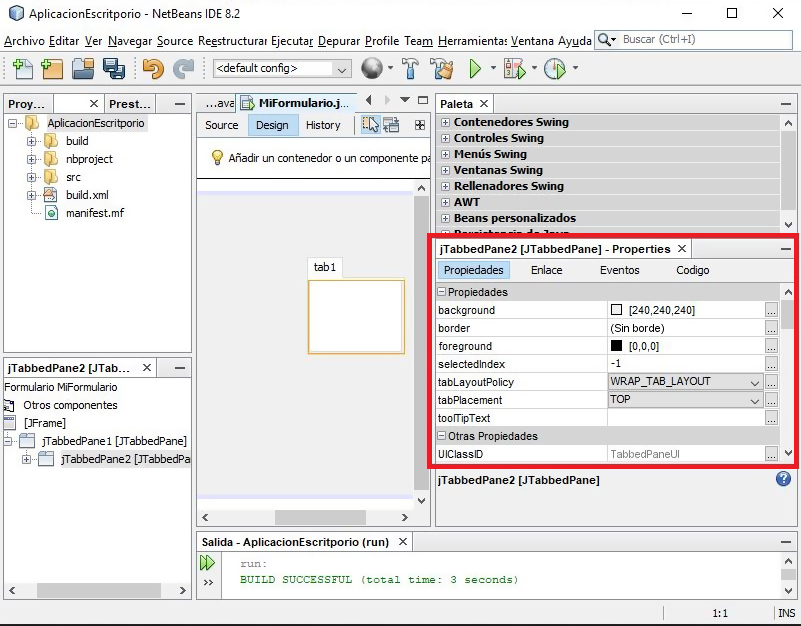 AplicacionEscritporio - NetBeans IDE 8.2
Archivo Editar Ver Navegar Source Reestructurar Ejecutar Depurar Profile Team Herramientas Ventana Ayuda
Buscar (Ctrl+I)
<default config>
Proy...
Prest...
AplicacionEscritporio
build
nbproject
src
build.xml
manifest.mf
jTabbedPane2 [JTab...
Formulario MiFormulario
Otros componentes
[JFrame]
jTabbedPane1 [JTabbedPane]
jTabbedPane2 [JTabbedPa
...ava
MiFormulario.j...
Source Design History
Añadir un contenedor o un componente pa
tab1
Paleta
Contenedores Swing
Controles Swing
Menús Swing
Ventanas Swing
Rellenadores Swing
AWT
Beans personalizados
Persistencia de Java
jTabbedPane2 [JTabbedPane] - Properties
Propiedades Enlace Eventos Codigo
Propiedades
background [240,240,240]
border (Sin borde)
foreground [0,0,0]
selectedIndex -1
tabLayoutPolicy WRAP_TAB_LAYOUT
tabPlacement TOP
toolTipText
Otras Propiedades
UIClassID TabbedPaneUI
jTabbedPane2 [JTabbedPane]
Salida - AplicacionEscritporio (run)
run:
BUILD SUCCESSFUL (total time: 3 seconds)
1:1 INS